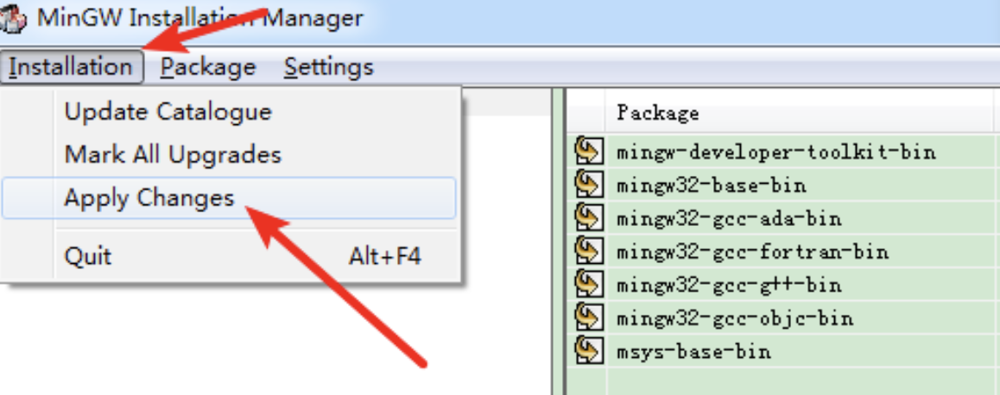 MinGW Installation Manager
Installation Package Settings
Update Catalogue
Mark All Upgrades
Apply Changes
Quit Alt+F4
Package
mingw-developer-toolkit-bin
mingw32-base-bin
mingw32-gcc-ada-bin
mingw32-gcc-fortran-bin
mingw32-gcc-g++-bin
mingw32-gcc-objc-bin
msys-base-bin